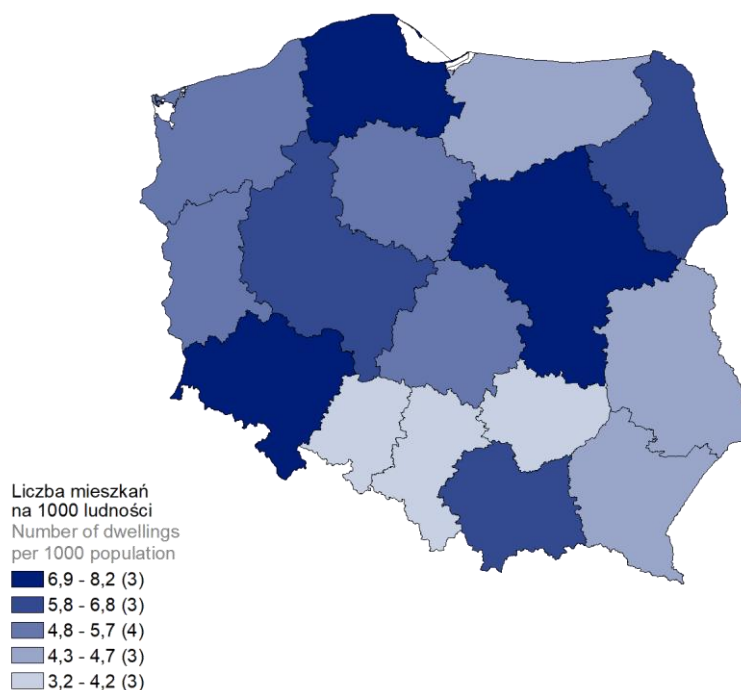 Liczba mieszkań
na 1000 ludności
Number of dwellings
per 1000 population
6,9 - 8,2 (3)
5,8 - 6,8 (3)
4,8 - 5,7 (4)
4,3 - 4,7 (3)
3,2 - 4,2 (3)